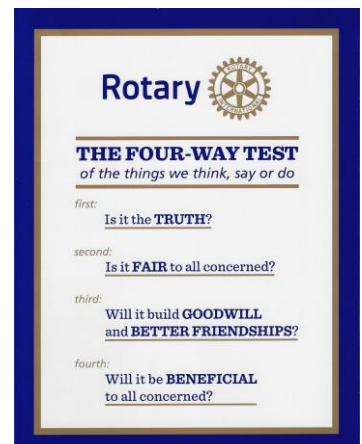 Rotary
ROTARY
INTERNATIONAL
THE FOUR-WAY TEST
of the things we think, say or do
first:
Is it the TRUTH?
second:
Is it FAIR to all concerned?
third:
Will it build GOODWILL
and BETTER FRIENDSHIPS?
fourth:
Will it be BENEFICIAL
to all concerned?